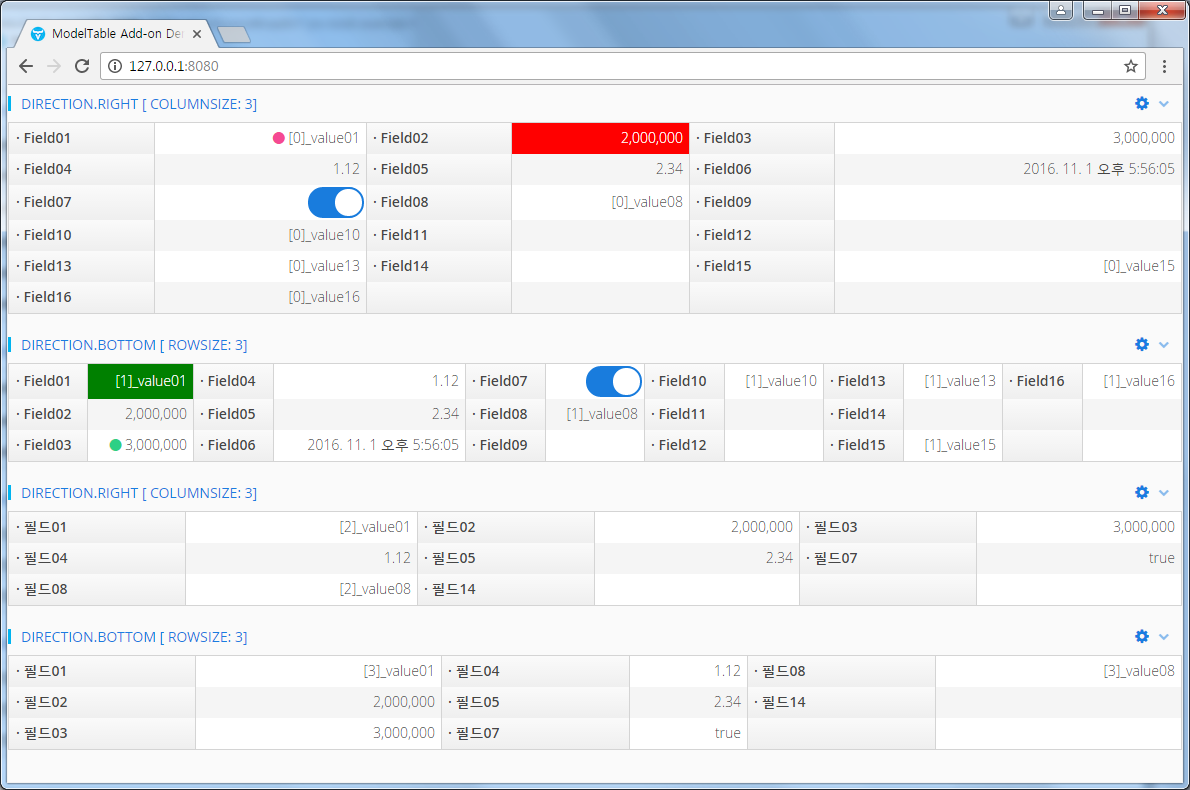 ModelTable Add-on De
127.0.0.1:8080
DIRECTION.RIGHT [ COLUMNSIZE: 3]
· Field01 [0]_value01 · Field02 2,000,000 · Field03 3,000,000
· Field04 1.12 · Field05 2.34 · Field06 2016. 11. 1 오후 5:56:05
· Field07 · Field08 [0]_value08 · Field09
· Field10 [0]_value10 · Field11 · Field12
· Field13 [0]_value13 · Field14 · Field15 [0]_value15
· Field16 [0]_value16
DIRECTION.BOTTOM [ ROWSIZE: 3]
· Field01 [1]_value01 · Field04 1.12 · Field07 · Field10 [1]_value10 · Field13 [1]_value13 · Field16 [1]_value16
· Field02 2,000,000 · Field05 2.34 · Field08 [1]_value08 · Field11 · Field14
· Field03 3,000,000 · Field06 2016. 11. 1 오후 5:56:05 · Field09 · Field12 · Field15 [1]_value15
DIRECTION.RIGHT [ COLUMNSIZE: 3]
· 필드01 [2]_value01 · 필드02 2,000,000 · 필드03 3,000,000
· 필드04 1.12 · 필드05 2.34 · 필드07 true
· 필드08 [2]_value08 · 필드14
DIRECTION.BOTTOM [ ROWSIZE: 3]
· 필드01 [3]_value01 · 필드04 1.12 · 필드08 [3]_value08
· 필드02 2,000,000 · 필드05 2.34 · 필드14
· 필드03 3,000,000 · 필드07 true